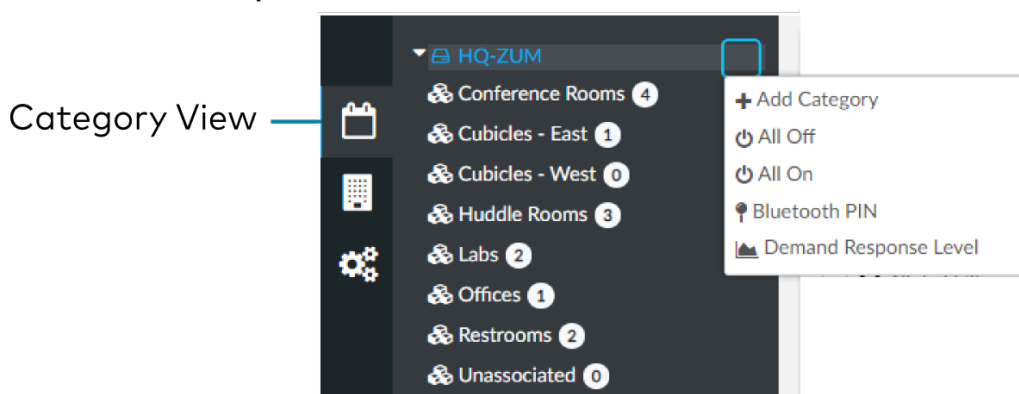 HQ-ZUM
Conference Rooms 4
Cubicles - East 1
Cubicles - West 0
Huddle Rooms 3
Labs 2
Offices 1
Restrooms 2
Unassociated 0
Category View
Add Category
All Off
All On
Bluetooth PIN
Demand Response Level